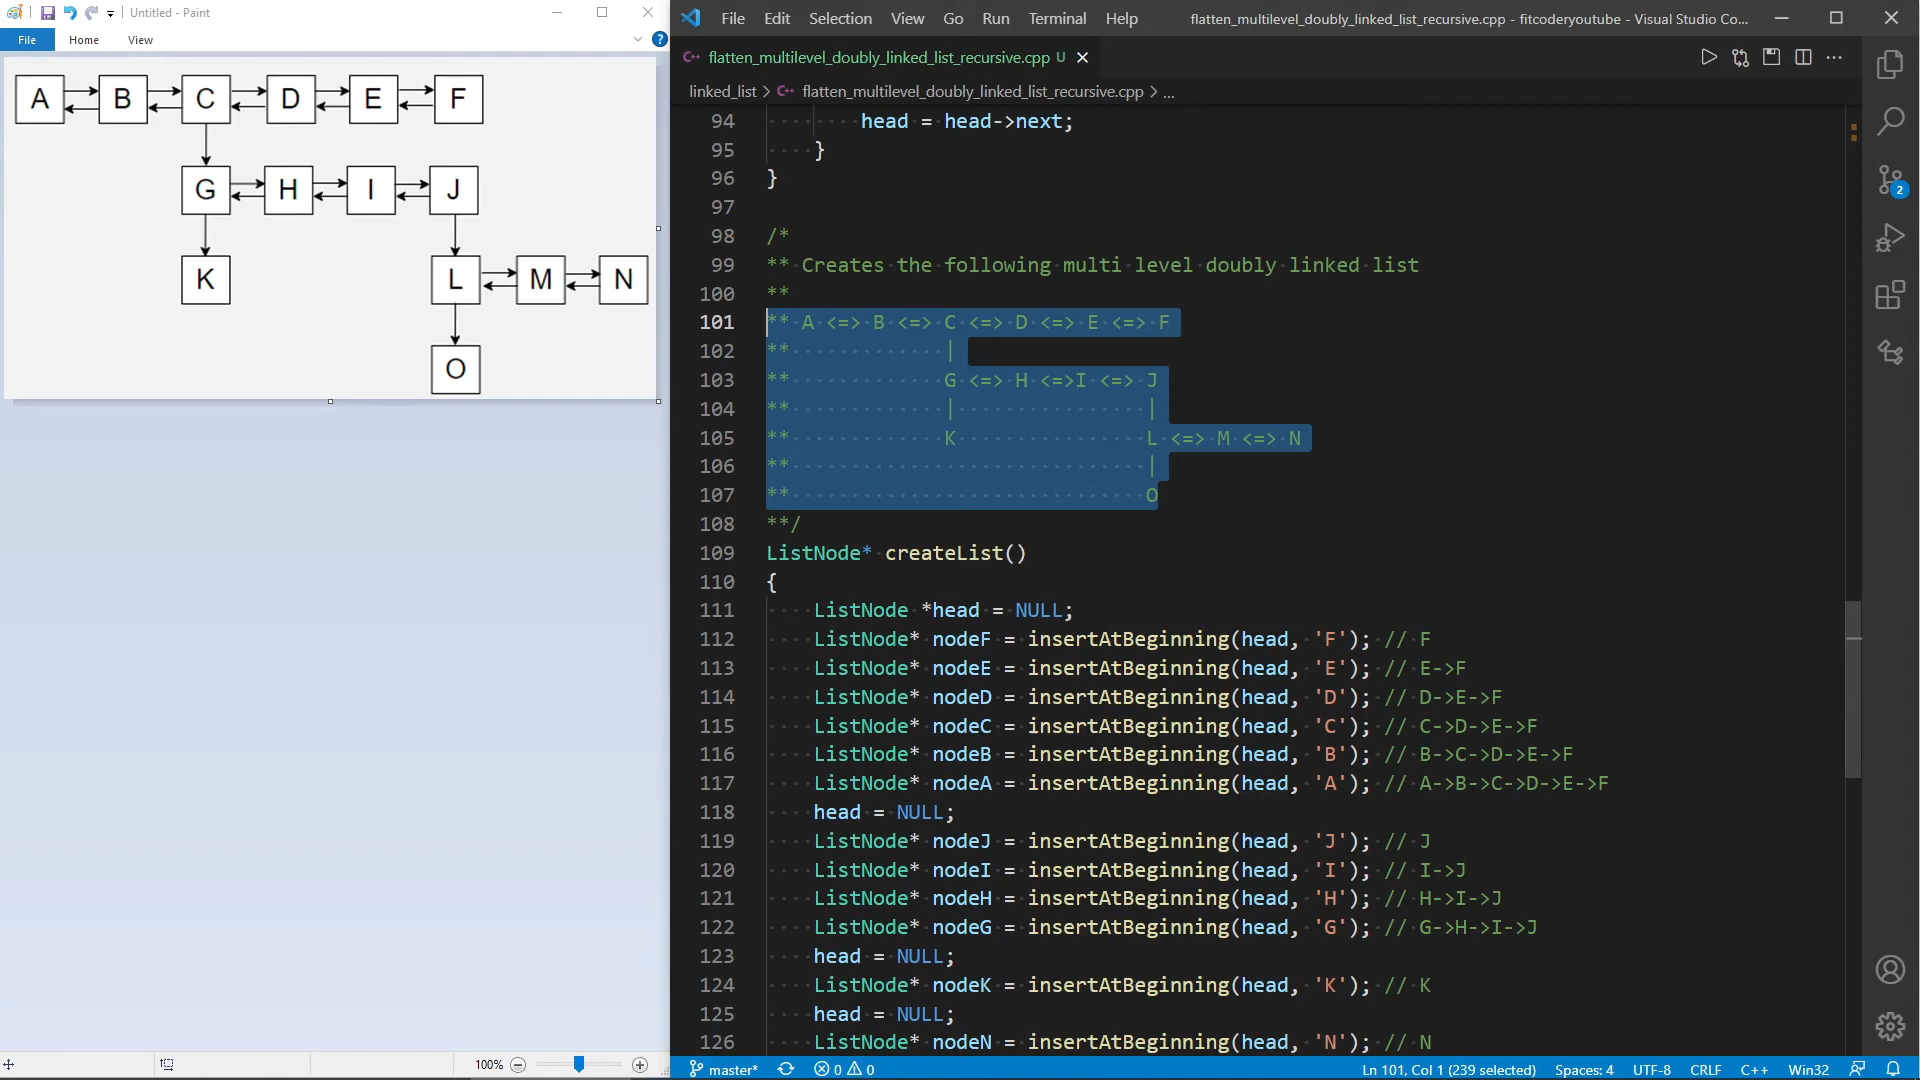 Untitled - Paint
File Home View
A B C D E F
G H I J
K L M N
O
100%
File Edit Selection View Go Run Terminal Help flatten_multilevel_doubly_linked_list_recursive.cpp - fitcoderyoutube - Visual Studio Co...
flatten_multilevel_doubly_linked_list_recursive.cpp U
linked_list > flatten_multilevel_doubly_linked_list_recursive.cpp > ...
94 head = head->next;
95 }
96 }
97
98 /*
99 ** Creates the following multi level doubly linked list
100 **
101 ** A <=> B <=> C <=> D <=> E <=> F
102 ** |
103 ** G <=> H <=>I <=> J
104 ** | |
105 ** K L <=> M <=> N
106 ** |
107 ** O
108 **/
109 ListNode* createList()
110 {
111 ListNode *head = NULL;
112 ListNode* nodeF = insertAtBeginning(head, 'F'); // F
113 ListNode* nodeE = insertAtBeginning(head, 'E'); // E->F
114 ListNode* nodeD = insertAtBeginning(head, 'D'); // D->E->F
115 ListNode* nodeC = insertAtBeginning(head, 'C'); // C->D->E->F
116 ListNode* nodeB = insertAtBeginning(head, 'B'); // B->C->D->E->F
117 ListNode* nodeA = insertAtBeginning(head, 'A'); // A->B->C->D->E->F
118 head = NULL;
119 ListNode* nodeJ = insertAtBeginning(head, 'J'); // J
120 ListNode* nodeI = insertAtBeginning(head, 'I'); // I->J
121 ListNode* nodeH = insertAtBeginning(head, 'H'); // H->I->J
122 ListNode* nodeG = insertAtBeginning(head, 'G'); // G->H->I->J
123 head = NULL;
124 ListNode* nodeK = insertAtBeginning(head, 'K'); // K
125 head = NULL;
126 ListNode* nodeN = insertAtBeginning(head, 'N'); // N
2
master* 0 0 Ln 101, Col 1 (239 selected) Spaces: 4 UTF-8 CRLF C++ Win32